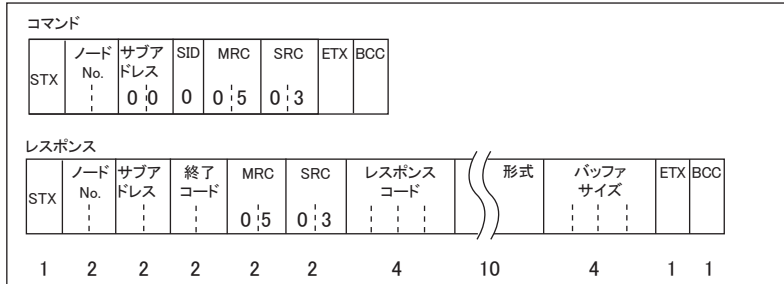 コマンド
STX ノード No. サブアドレス SID MRC SRC ETX BCC
0 0 0 0 5 0 3
レスポンス
STX ノード No. サブアドレス 終了コード MRC SRC レスポンスコード 形式 バッファサイズ ETX BCC
0 5 0 3
1 2 2 2 2 2 4 10 4 1 1